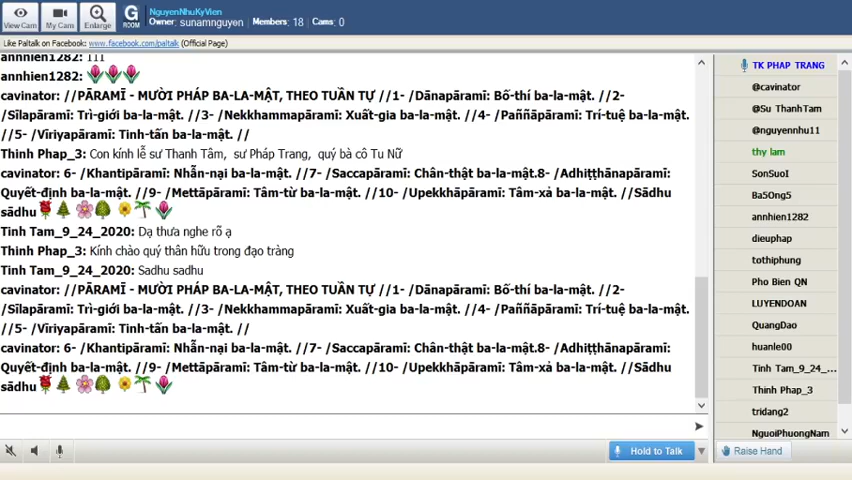 View Cam
My Cam
Enlarge
G
ROOM
NguyenNhuKyVien
Owner: sunamnguyen Members: 18 Cams: 0
Like Paltalk on Facebook: www.facebook.com/paltalk (Official Page)
annhien1282: 111
annhien1282:
cavinator: //PĀRAMĪ - MƯỜI PHÁP BA-LA-MẬT, THEO TUẦN TỰ //1- /Dānapāramī: Bố-thí ba-la-mật. //2-
/Sīlapāramī: Trì-giới ba-la-mật. //3- /Nekkhammapāramī: Xuất-gia ba-la-mật. //4- /Paññāpāramī: Trí-tuệ ba-la-mật.
//5- /Viriyapāramī: Tinh-tấn ba-la-mật. //
Thinh Phap_3: Con kính lễ sư Thanh Tâm, sư Pháp Trang, quý bà cô Tu Nữ
cavinator: 6- /Khantipāramī: Nhẫn-nại ba-la-mật. //7- /Saccapāramī: Chân-thật ba-la-mật.8- /Adhiṭṭhānapāramī:
Quyết-định ba-la-mật. //9- /Mettāpāramī: Tâm-từ ba-la-mật. //10- /Upekkhāpāramī: Tâm-xả ba-la-mật. //Sādhu
sādhu
Tinh Tam_9_24_2020: Dạ thưa nghe rõ ạ
Thinh Phap_3: Kính chào quý thân hữu trong đạo tràng
Tinh Tam_9_24_2020: Sadhu sadhu
cavinator: //PĀRAMĪ - MƯỜI PHÁP BA-LA-MẬT, THEO TUẦN TỰ //1- /Dānapāramī: Bố-thí ba-la-mật. //2-
/Sīlapāramī: Trì-giới ba-la-mật. //3- /Nekkhammapāramī: Xuất-gia ba-la-mật. //4- /Paññāpāramī: Trí-tuệ ba-la-mật.
//5- /Viriyapāramī: Tinh-tấn ba-la-mật. //
cavinator: 6- /Khantipāramī: Nhẫn-nại ba-la-mật. //7- /Saccapāramī: Chân-thật ba-la-mật.8- /Adhiṭṭhānapāramī:
Quyết-định ba-la-mật. //9- /Mettāpāramī: Tâm-từ ba-la-mật. //10- /Upekkhāpāramī: Tâm-xả ba-la-mật. //Sādhu
sādhu
Hold to Talk
TK PHAP TRANG
@cavinator
@Su ThanhTam
@nguyennhu11
thy lam
SonSuoI
Ba5Ong5
annhien1282
dieuphap
tothiphung
Pho Bien QN
LUYENDOAN
QuangDao
huanle00
Tinh Tam_9_24_...
Thinh Phap_3
tridang2
NguoiPhuongNam
Raise Hand